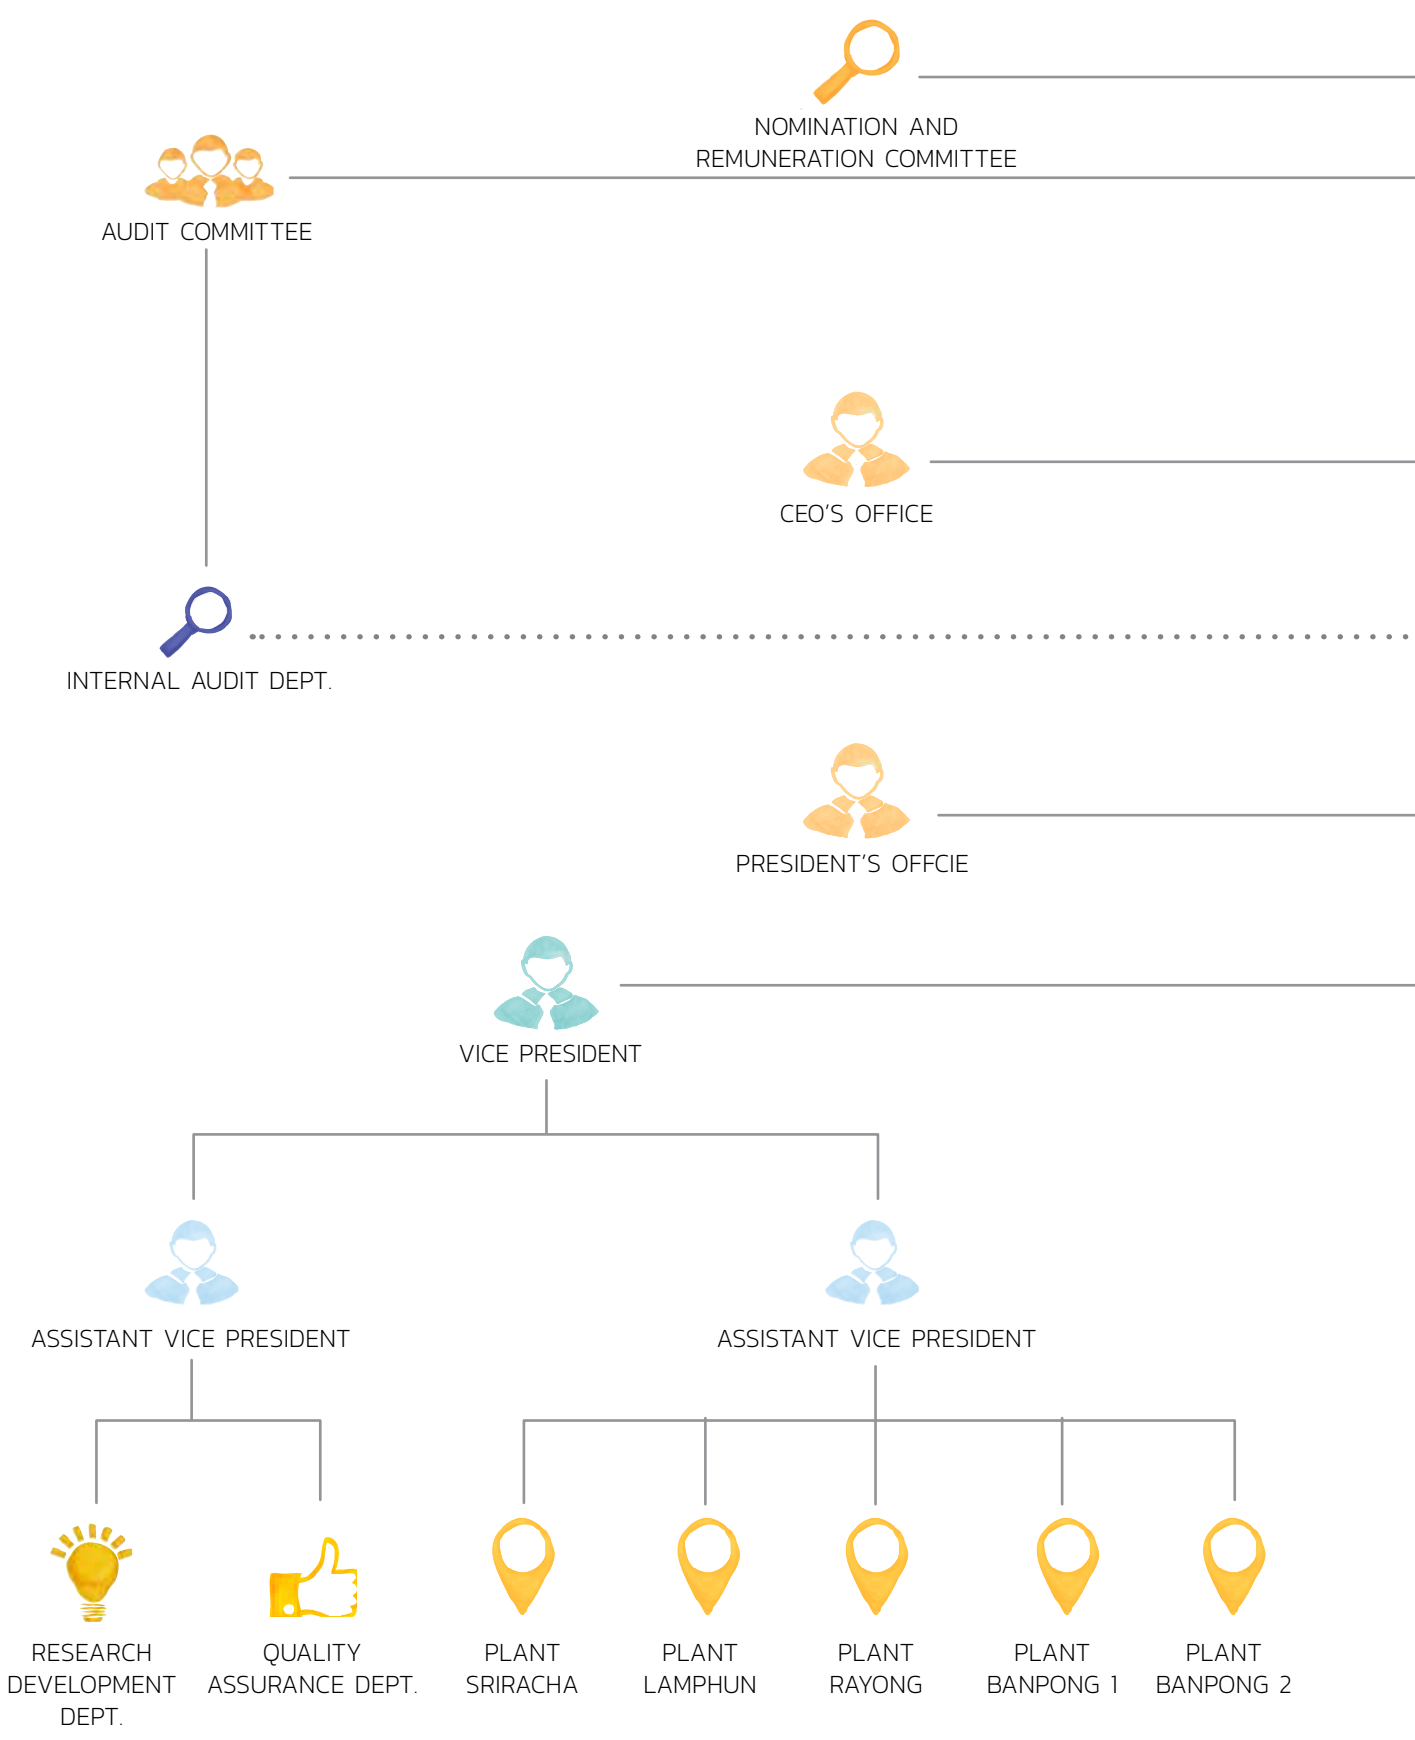 NOMINATION AND
REMUNERATION COMMITTEE
AUDIT COMMITTEE
CEO'S OFFICE
INTERNAL AUDIT DEPT.
PRESIDENT'S OFFCIE
VICE PRESIDENT
ASSISTANT VICE PRESIDENT
ASSISTANT VICE PRESIDENT
RESEARCH
DEVELOPMENT
DEPT.
QUALITY
ASSURANCE DEPT.
PLANT
SRIRACHA
PLANT
LAMPHUN
PLANT
RAYONG
PLANT
BANPONG 1
PLANT
BANPONG 2